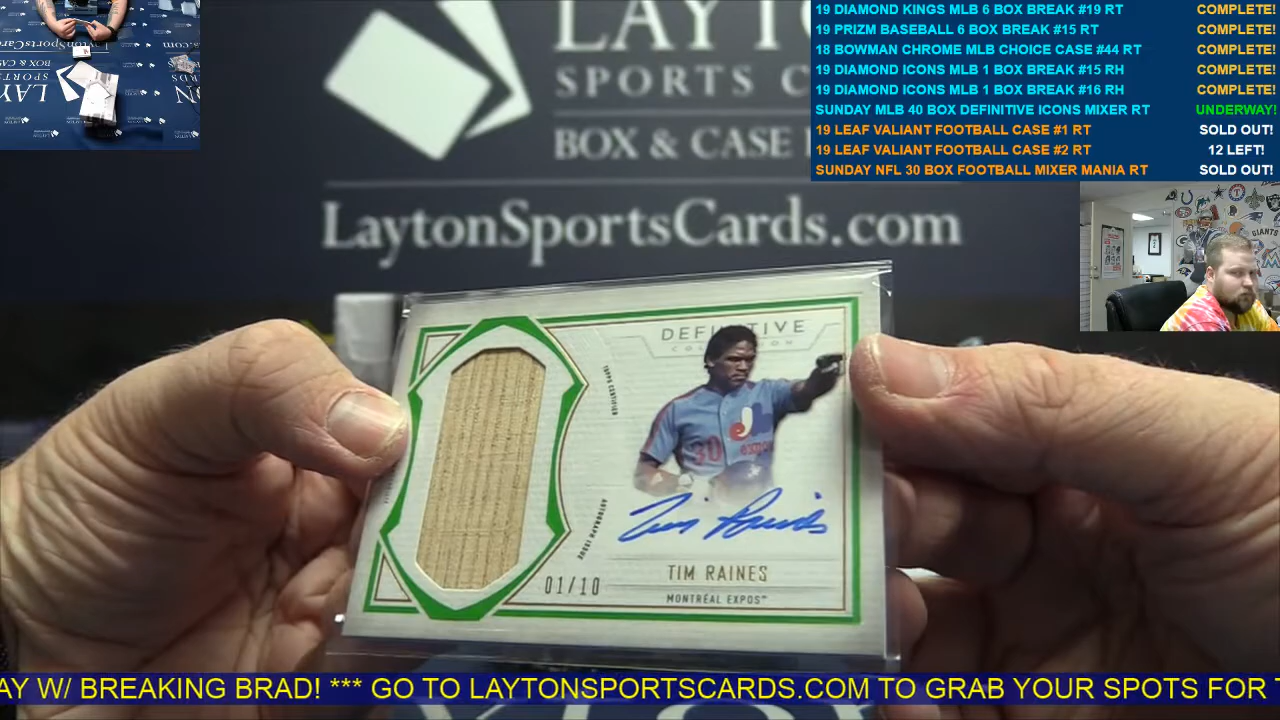 19 DIAMOND KINGS MLB 6 BOX BREAK #19 RT COMPLETE!
19 PRIZM BASEBALL 6 BOX BREAK #15 RT COMPLETE!
18 BOWMAN CHROME MLB CHOICE CASE #44 RT COMPLETE!
19 DIAMOND ICONS MLB 1 BOX BREAK #15 RH COMPLETE!
19 DIAMOND ICONS MLB 1 BOX BREAK #16 RH COMPLETE!
SUNDAY MLB 40 BOX DEFINITIVE ICONS MIXER RT UNDERWAY!
19 LEAF VALIANT FOOTBALL CASE #1 RT SOLD OUT!
19 LEAF VALIANT FOOTBALL CASE #2 RT 12 LEFT!
SUNDAY NFL 30 BOX FOOTBALL MIXER MANIA RT SOLD OUT!
SPORTS C
BOX & CASE
LaytonSportsCards.com
DEFINITIVE
30
expos
Tim Raines
01/10
TIM RAINES
MONTRÉAL EXPOS™
AY W/ BREAKING BRAD! *** GO TO LAYTONSPORTSCARDS.COM TO GRAB YOUR SPOTS FOR